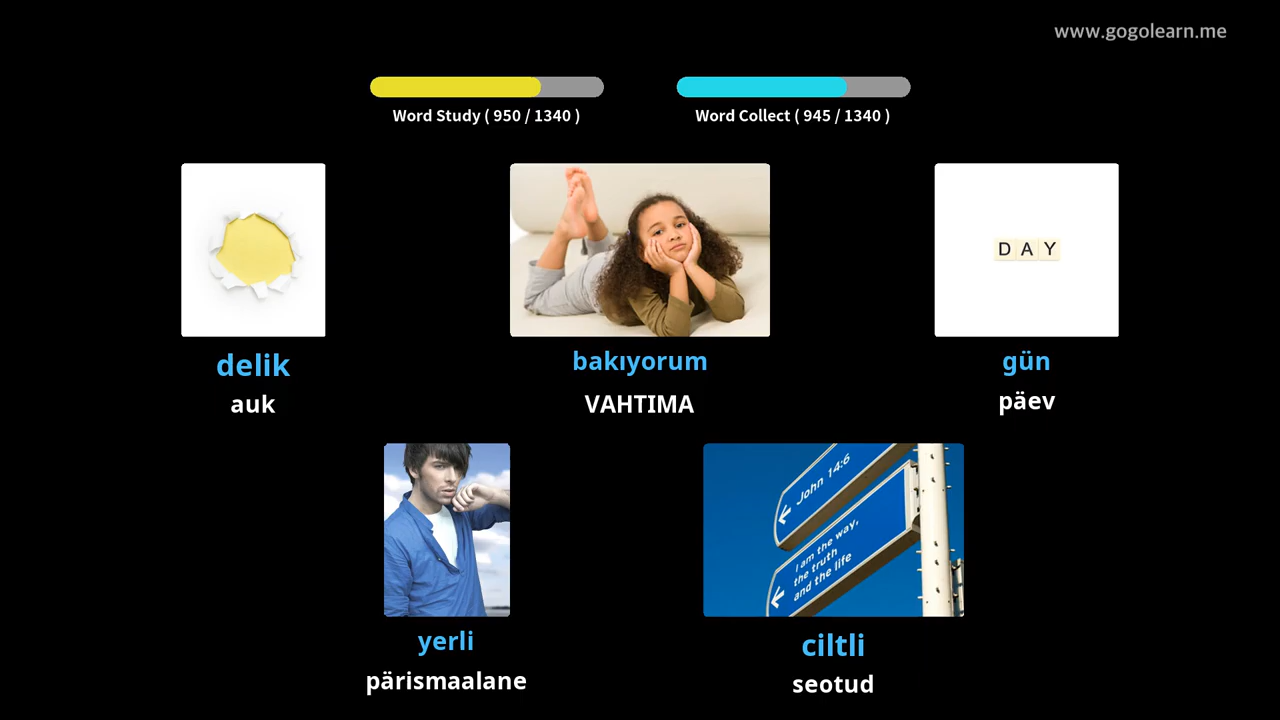 www.gogolearn.me
Word Study ( 950 / 1340 )
Word Collect ( 945 / 1340 )
DAY
delik
auk
bakıyorum
VAHTIMA
gün
päev
John 14:6
I am the way,
the truth
and the life
yerli
pärismaalane
ciltli
seotud